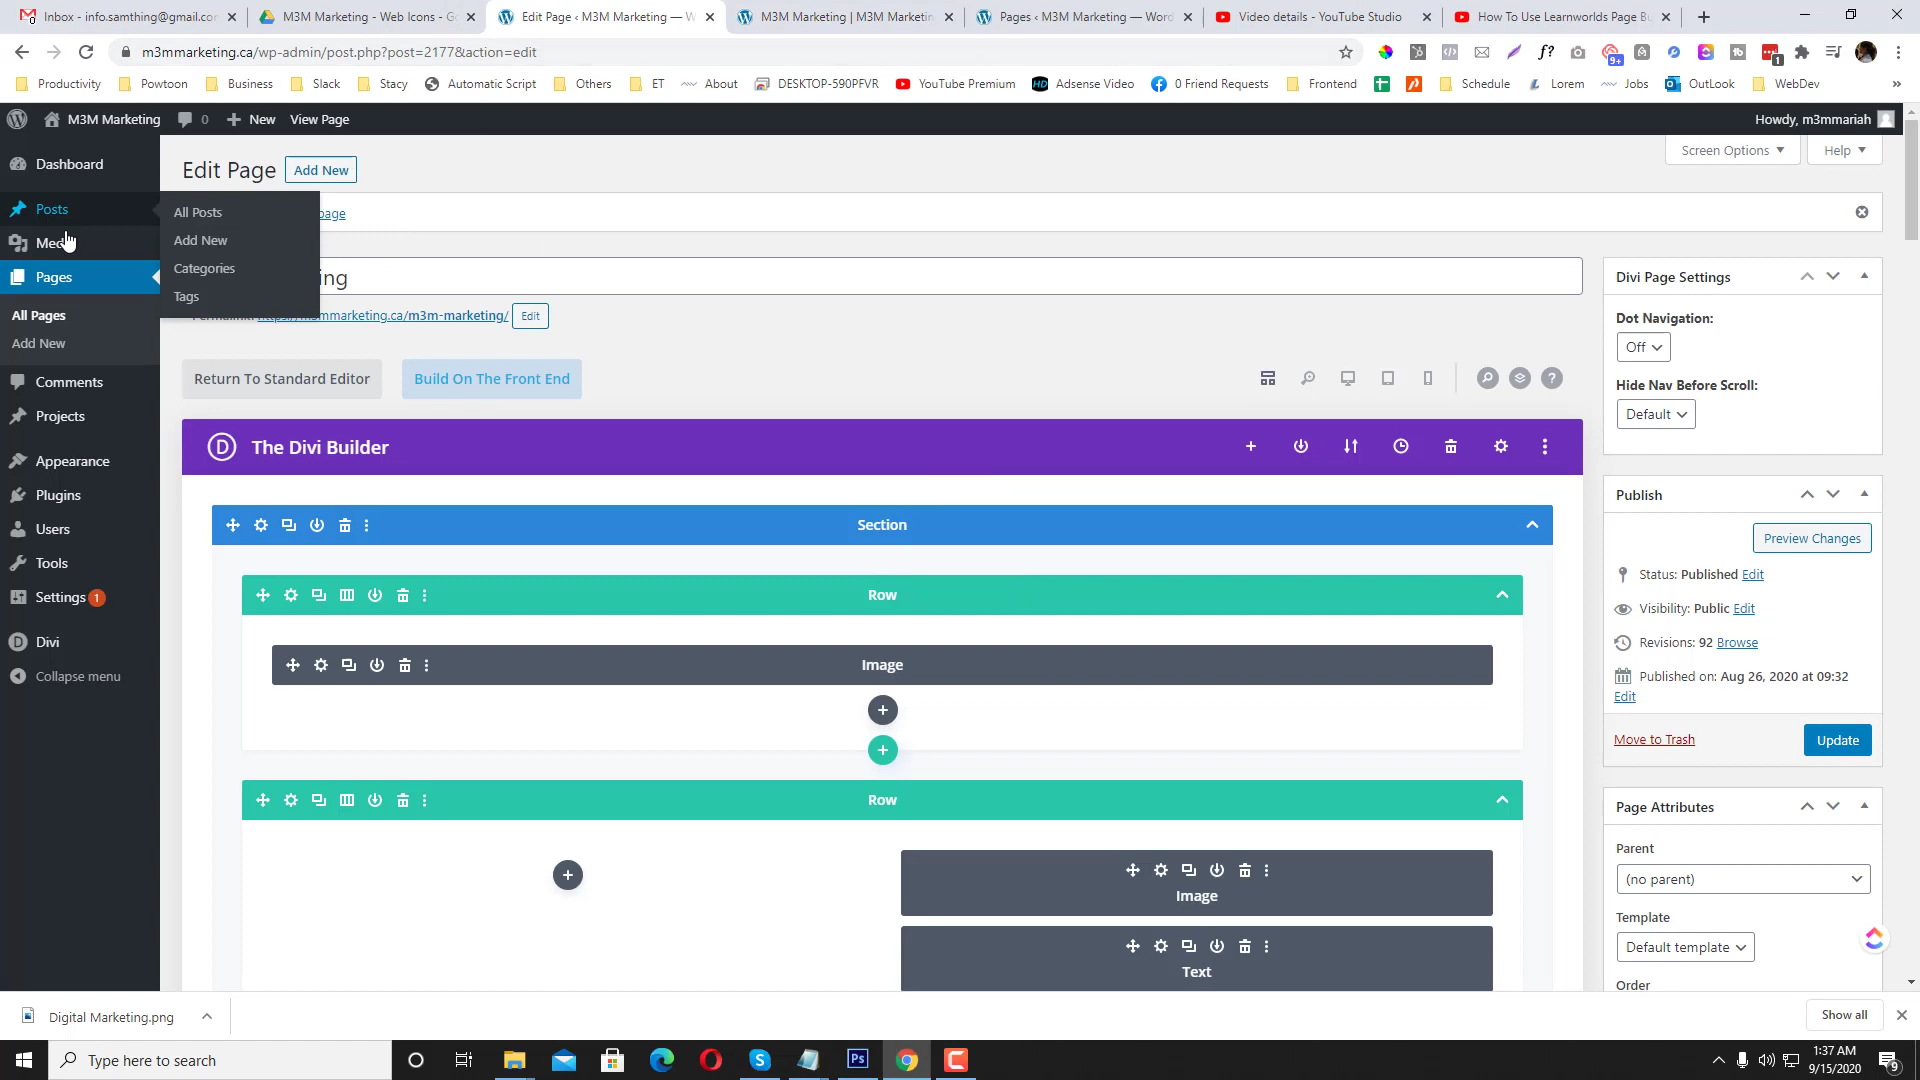 Inbox - info.samthing@gmail.co
M3M Marketing - Web Icons - Go
Edit Page ‹ M3M Marketing — W
M3M Marketing | M3M Marketin
Pages ‹ M3M Marketing — Word
Video details - YouTube Studio
How To Use Learnworlds Page Bu
m3mmarketing.ca/wp-admin/post.php?post=2177&action=edit
f?
9+
1
Productivity
Powtoon
Business
Slack
Stacy
Automatic Script
Others
ET
About
DESKTOP-590PFVR
YouTube Premium
HD
Adsense Video
0 Friend Requests
Frontend
Schedule
Lorem
Jobs
OutLook
WebDev
»
M3M Marketing
0
New
View Page
Howdy, m3mmariah
Dashboard
Edit Page
Add New
Screen Options
Help
Posts
All Posts
page
Add New
Categories
Tags
Pages
ing
m3mmarketing.ca/m3m-marketing/
Edit
All Pages
Add New
Comments
Projects
Appearance
Plugins
Users
Tools
Settings 1
Divi
Collapse menu
Return To Standard Editor
Build On The Front End
?
D The Divi Builder
Section
Row
Image
Row
Image
Text
Divi Page Settings
Dot Navigation:
Off
Hide Nav Before Scroll:
Default
Publish
Preview Changes
Status: Published Edit
Visibility: Public Edit
Revisions: 92 Browse
Published on: Aug 26, 2020 at 09:32
Edit
Move to Trash
Update
Page Attributes
Parent
(no parent)
Template
Default template
Order
Digital Marketing.png
Show all
Type here to search
Ps
1:37 AM
9/15/2020
9